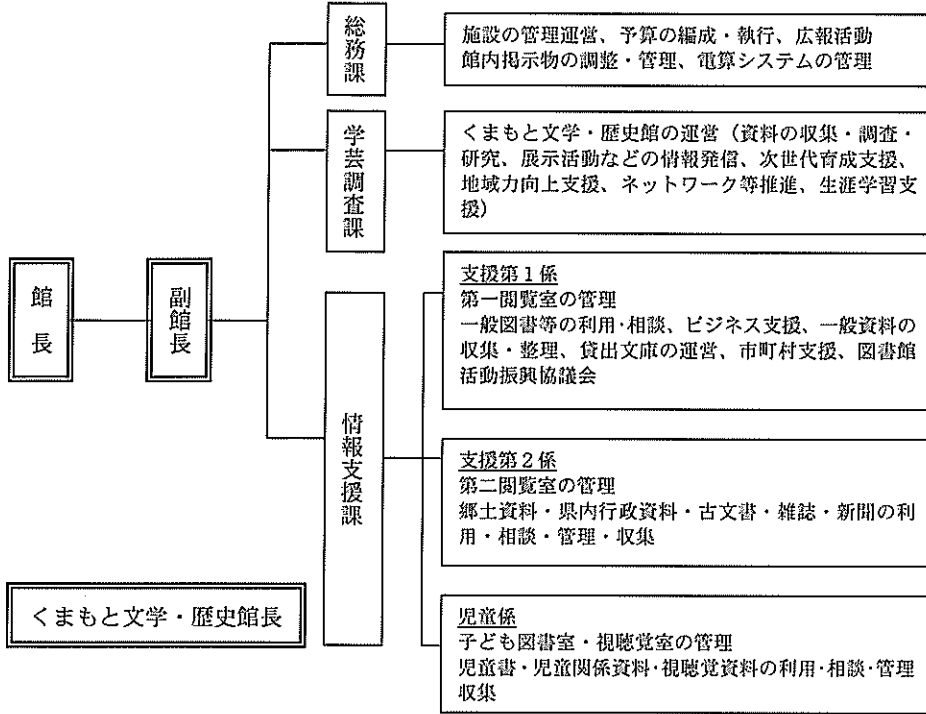 総務課
施設の管理運営、予算の編成・執行、広報活動
館内掲示物の調整・管理、電算システムの管理
学芸調査課
くまもと文学・歴史館の運営（資料の収集・調査・
研究、展示活動などの情報発信、次世代育成支援、
地域力向上支援、ネットワーク等推進、生涯学習支
援）
館長
副館長
情報支援課
支援第１係
第一閲覧室の管理
一般図書等の利用・相談、ビジネス支援、一般資料の
収集・整理、貸出文庫の運営、市町村支援、図書館
活動振興協議会
支援第２係
第二閲覧室の管理
郷土資料・県内行政資料・古文書・雑誌・新聞の利
用・相談・管理・収集
児童係
子ども図書室・視聴覚室の管理
児童書・児童関係資料・視聴覚資料の利用・相談・管理
収集
くまもと文学・歴史館長